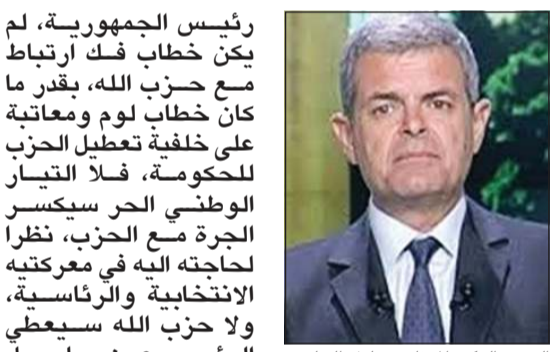 رئيس الجمهورية، لم
يكن خطاب فك ارتباط
مع حزب الله، بقدر ما
كان خطاب لوم ومعاتبة
على خلفية تعطيل الحزب
للحكومة، فلا التيار
الوطني الحر سيكسر
الجرة مع الحزب، نظرا
لحاجته اليه في معركتيه
الانتخابية والرئاسية،
ولا حزب الله سيعطي